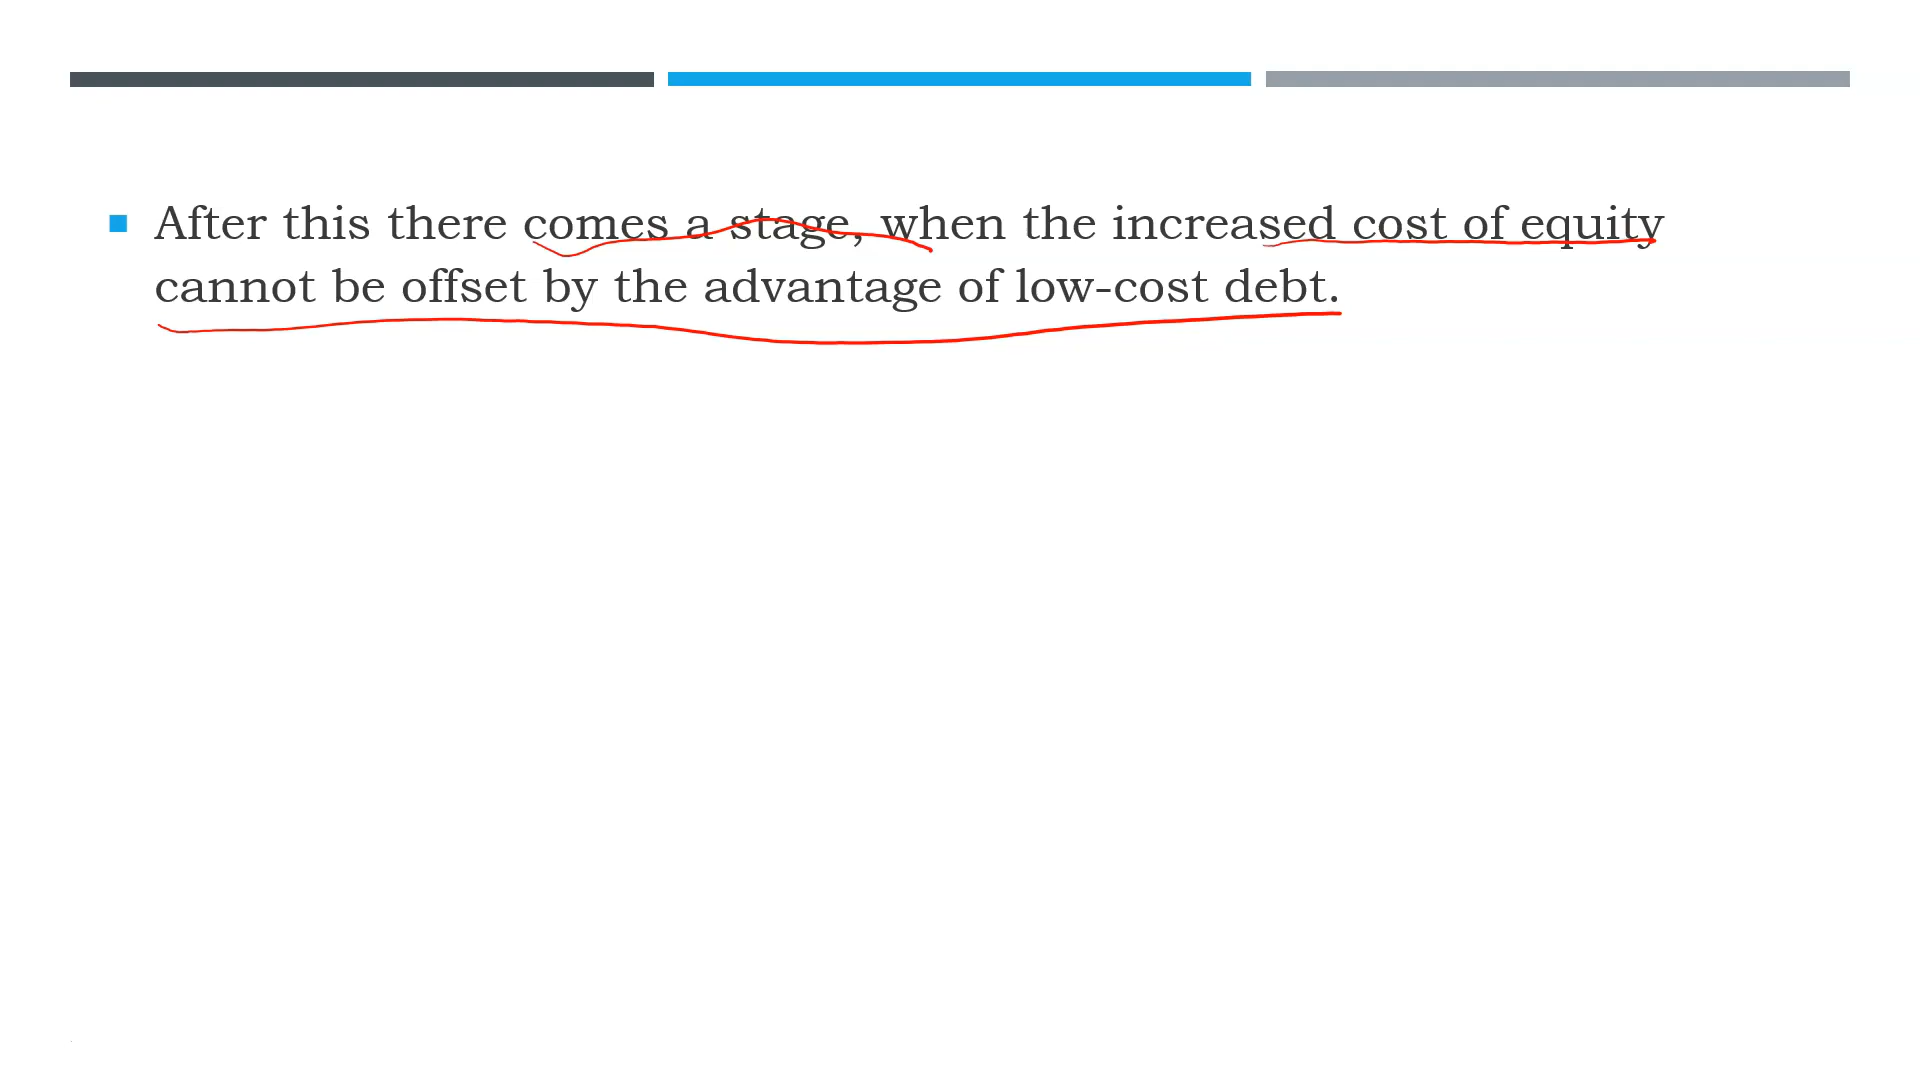 After this there comes a stage, when the increased cost of equity
cannot be offset by the advantage of low-cost debt.